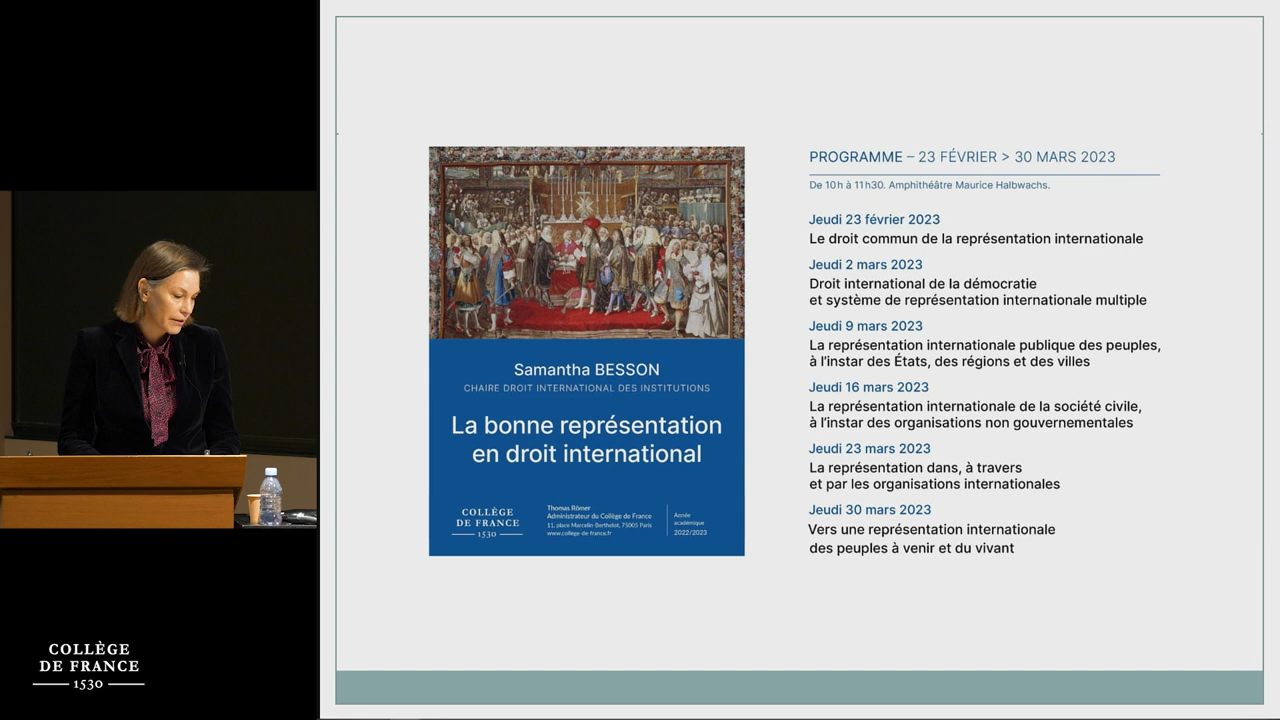 COLLÈGE
DE FRANCE
1530
Samantha BESSON
CHAIRE DROIT INTERNATIONAL DES INSTITUTIONS
La bonne représentation
en droit international
COLLÈGE
DE FRANCE
1530
Thomas Römer
Administrateur du Collège de France
11, place Marcelin-Berthelot, 75005 Paris
www.college-de-france.fr
Année
académique
2022/2023
PROGRAMME – 23 FÉVRIER > 30 MARS 2023
De 10h à 11h30. Amphithéâtre Maurice Halbwachs.
Jeudi 23 février 2023
Le droit commun de la représentation internationale
Jeudi 2 mars 2023
Droit international de la démocratie
et système de représentation internationale multiple
Jeudi 9 mars 2023
La représentation internationale publique des peuples,
à l'instar des États, des régions et des villes
Jeudi 16 mars 2023
La représentation internationale de la société civile,
à l'instar des organisations non gouvernementales
Jeudi 23 mars 2023
La représentation dans, à travers
et par les organisations internationales
Jeudi 30 mars 2023
Vers une représentation internationale
des peuples à venir et du vivant